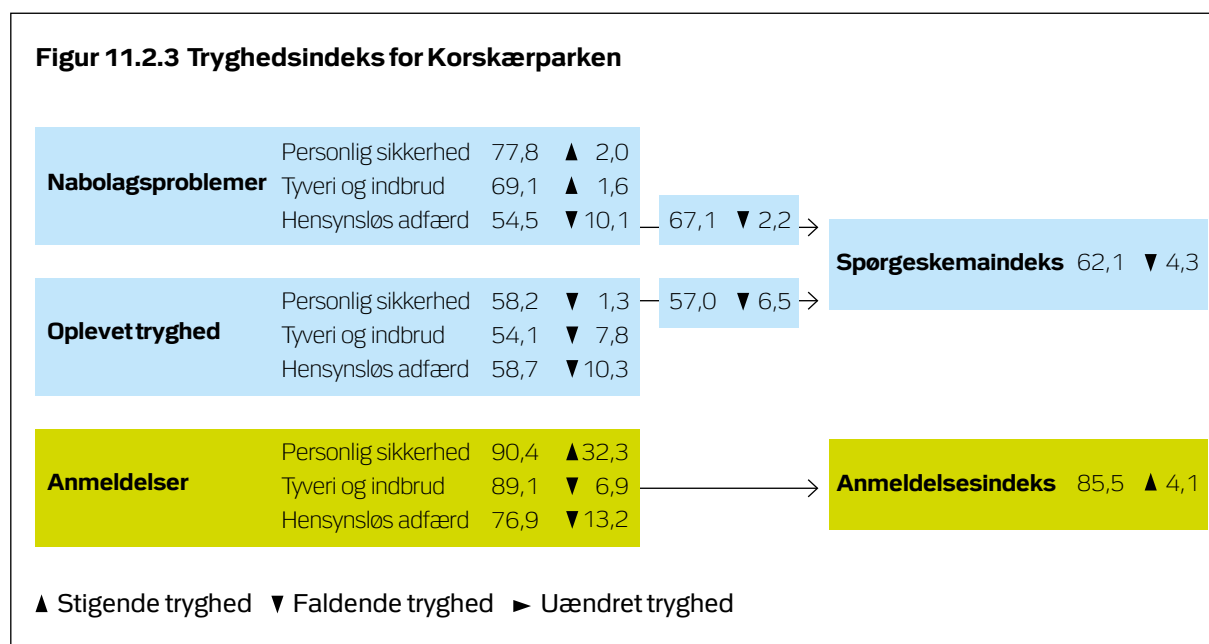 Figur 11.2.3 Tryghedsindeks for Korskærparken
Nabolagsproblemer
Personlig sikkerhed 77,8 ▲ 2,0
Tyveri og indbrud 69,1 ▲ 1,6
Hensynsløs adfærd 54,5 ▼ 10,1
67,1 ▼ 2,2
Spørgeskemaindeks 62,1 ▼ 4,3
Oplevet tryghed
Personlig sikkerhed 58,2 ▼ 1,3
Tyveri og indbrud 54,1 ▼ 7,8
Hensynsløs adfærd 58,7 ▼ 10,3
57,0 ▼ 6,5
Anmeldelser
Personlig sikkerhed 90,4 ▲ 32,3
Tyveri og indbrud 89,1 ▼ 6,9
Hensynsløs adfærd 76,9 ▼ 13,2
Anmeldelsesindeks 85,5 ▲ 4,1
▲ Stigende tryghed ▼ Faldende tryghed ► Uændret tryghed